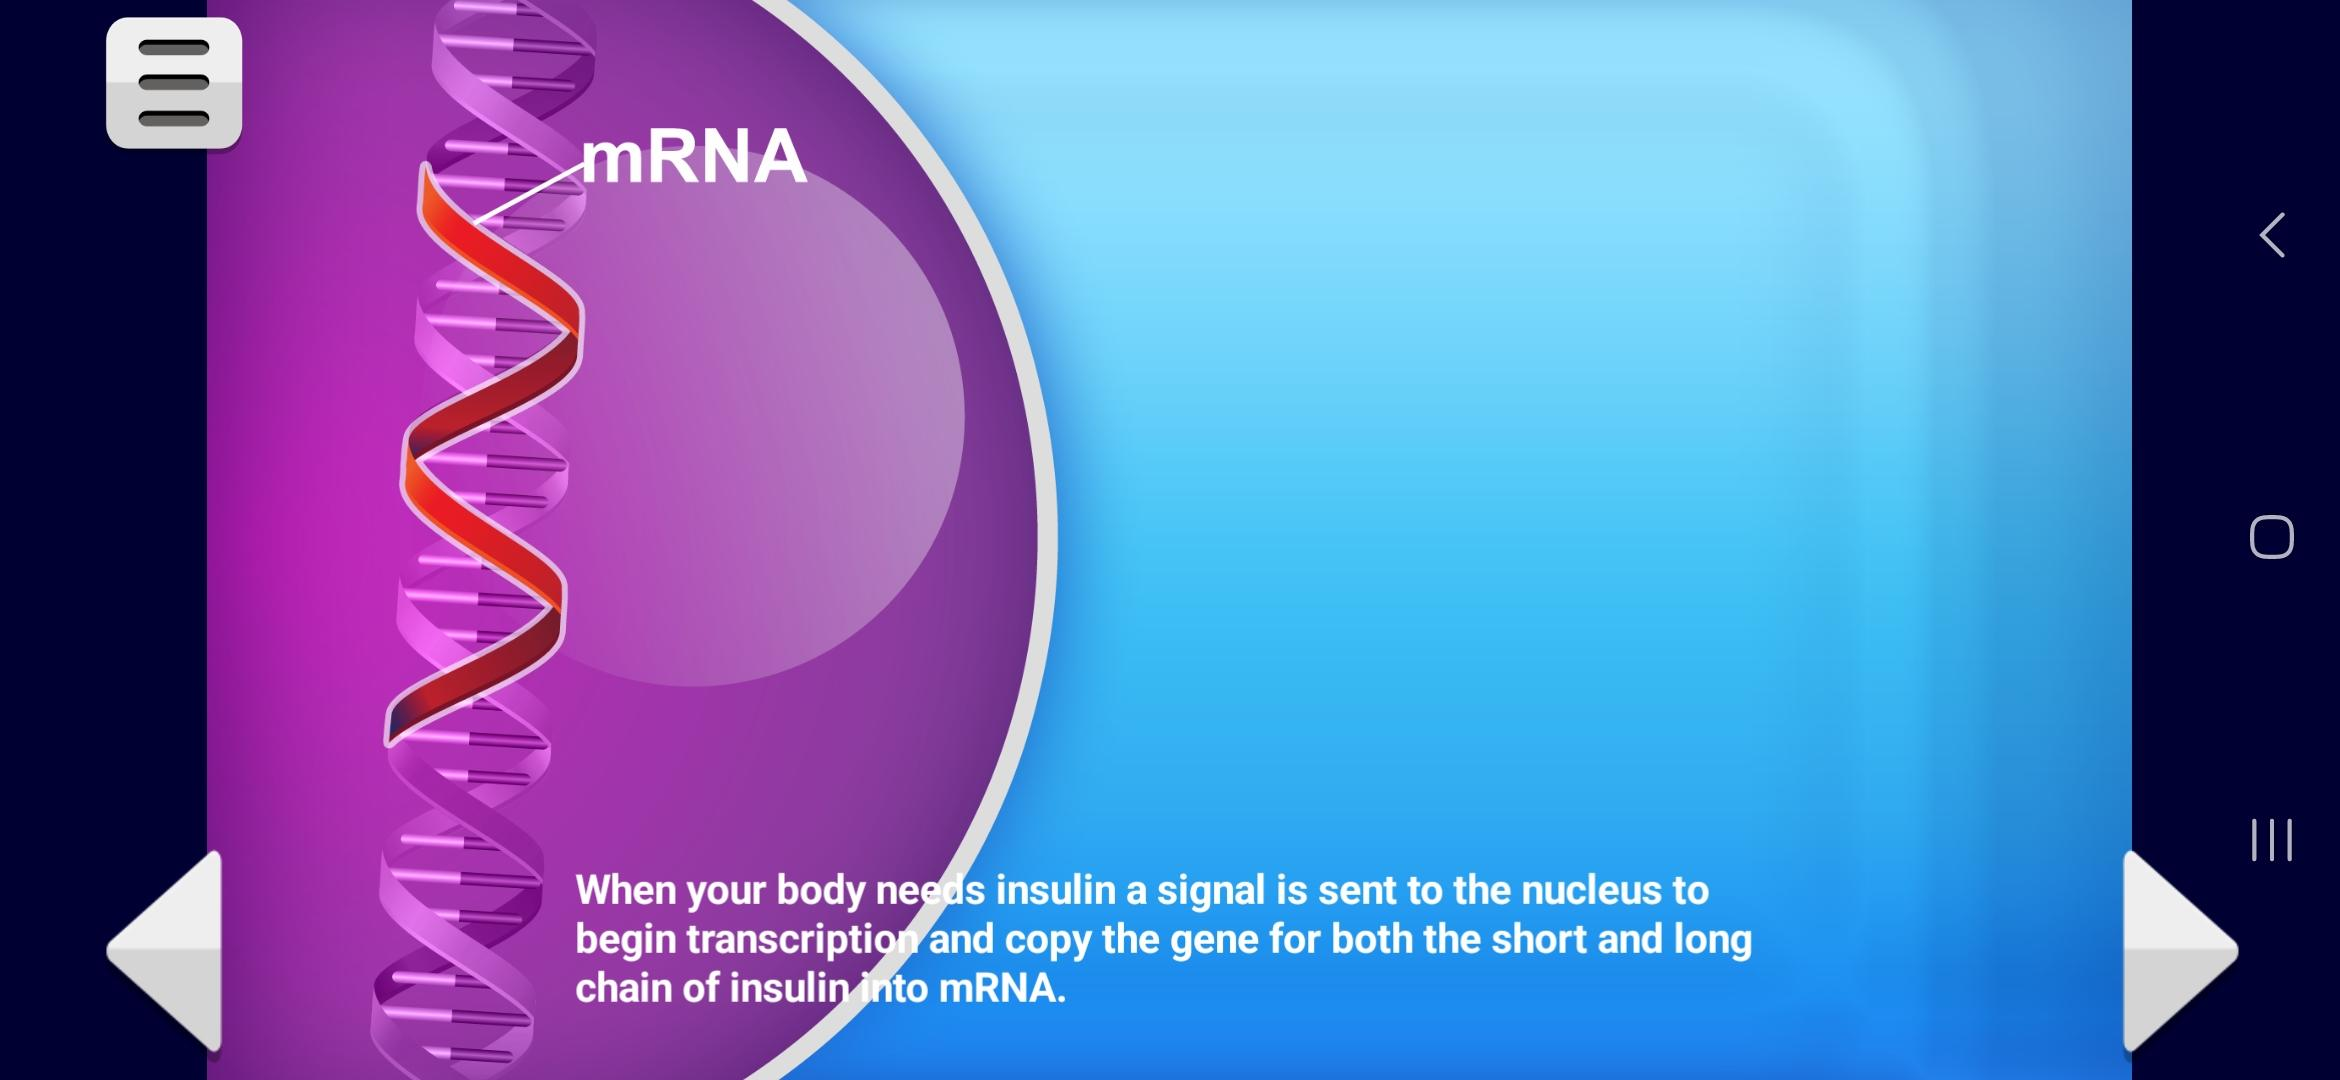 mRNA
When your body needs insulin a signal is sent to the nucleus to
begin transcription and copy the gene for both the short and long
chain of insulin into mRNA.